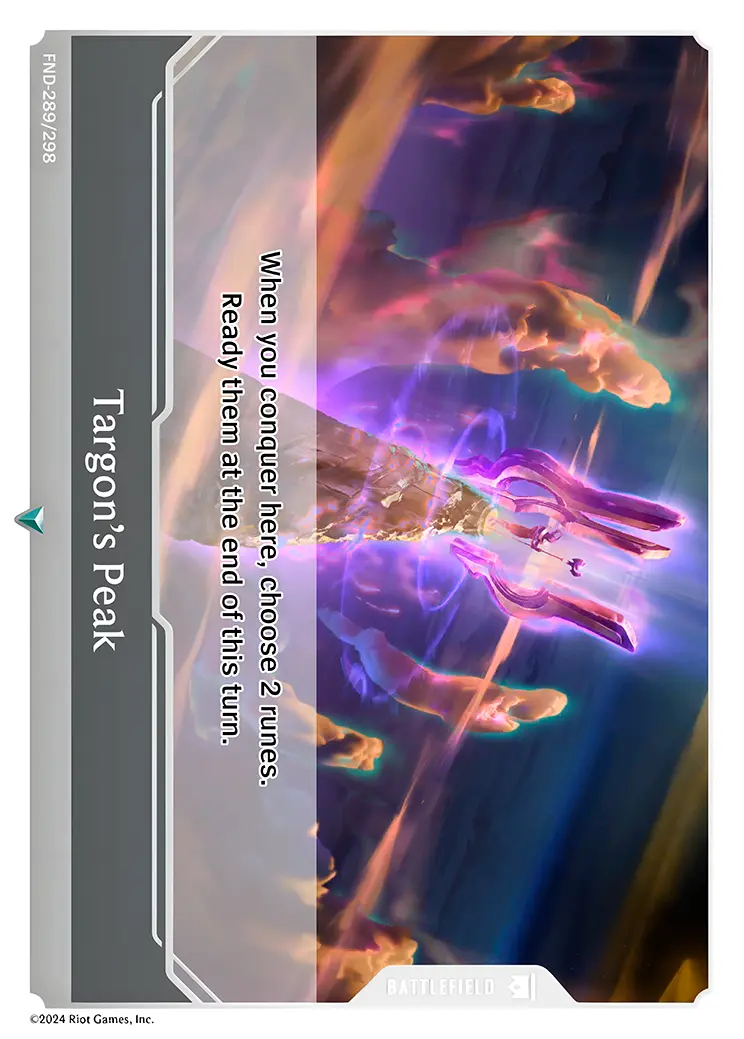 BATTLEFIELD
When you conquer here, choose 2 runes.
Ready them at the end of this turn.
Targon's Peak
FND-289/298
©2024 Riot Games, Inc.